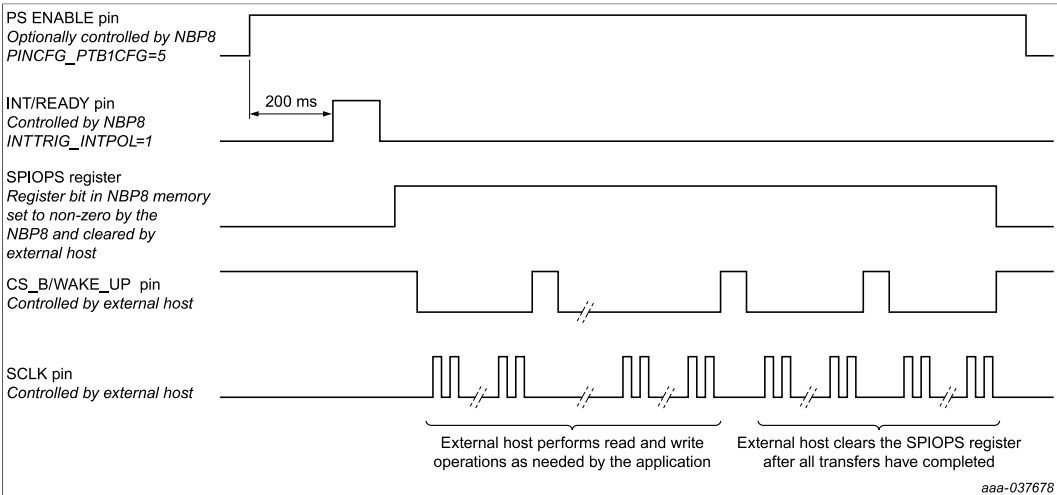 PS ENABLE pin
Optionally controlled by NBP8
PINCFG_PTB1CFG=5
200 ms
INT/READY pin
Controlled by NBP8
INTTRIG_INTPOL=1
SPIOPS register
Register bit in NBP8 memory
set to non-zero by the
NBP8 and cleared by
external host
CS_B/WAKE_UP pin
Controlled by external host
SCLK pin
Controlled by external host
External host performs read and write
operations as needed by the application
External host clears the SPIOPS register
after all transfers have completed
aaa-037678